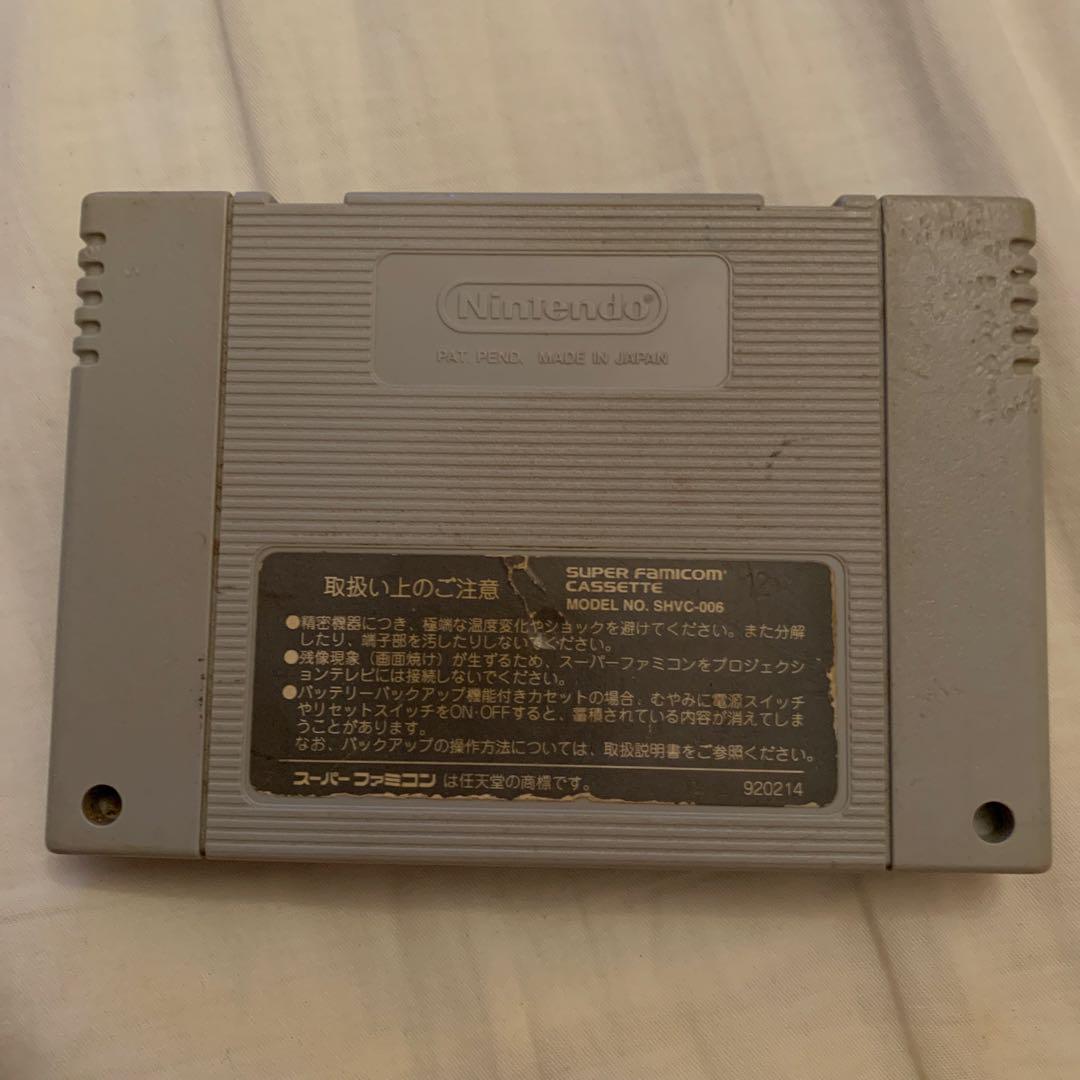 Nintendo®
PAT. PEND. MADE IN JAPAN
取扱い上のご注意
SUPER FAMICOM
CASSETTE
MODEL NO. SHVC-006
12
●精密機器につき、極端な温度変化やショックを避けてください。また分解
したり、端子部を汚したりしないでください。
●残像現象(画面焼け)が生ずるため、スーパーファミコンをプロジェクシ
ョンテレビには接続しないでください。
●バッテリーバックアップ機能付きカセットの場合、むやみに電源スイッチ
やリセットスイッチをON・OFFすると、蓄積されている内容が消えてしま
うことがあります。
なお、バックアップの操作方法については、取扱説明書をご参照ください。
スーパーファミコン は任天堂の商標です。
920214